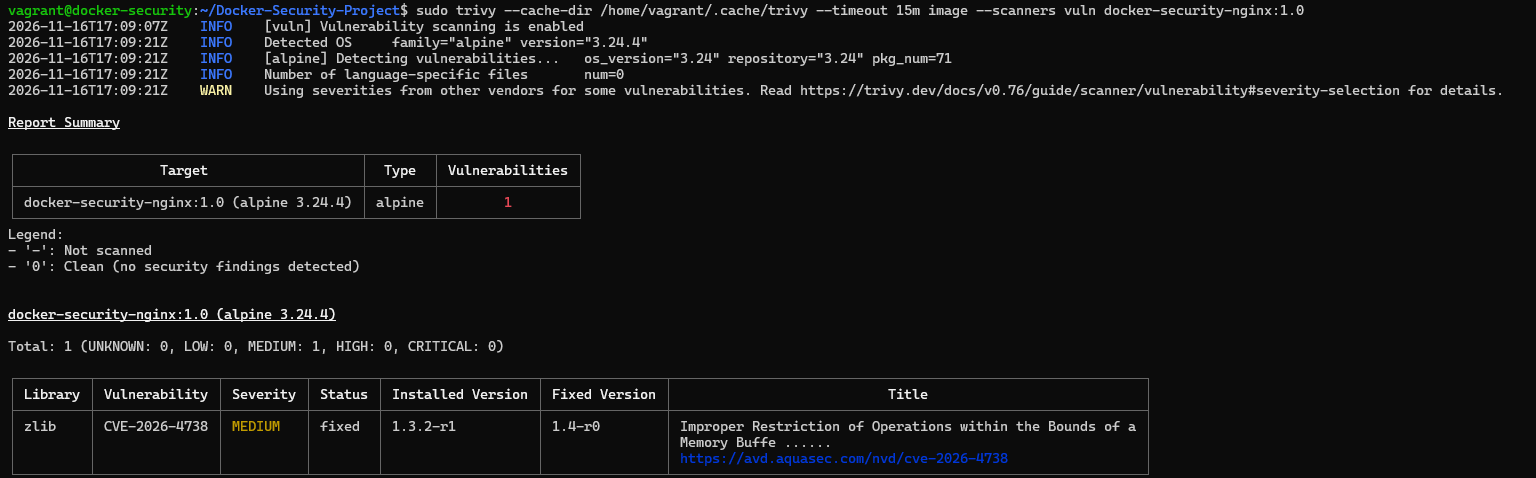 vagrant@docker-security:~/Docker-Security-Project$ sudo trivy --cache-dir /home/vagrant/.cache/trivy --timeout 15m image --scanners vuln docker-security-nginx:1.0
2026-11-16T17:09:07Z    INFO    [vuln] Vulnerability scanning is enabled
2026-11-16T17:09:21Z    INFO    Detected OS     family="alpine" version="3.24.4"
2026-11-16T17:09:21Z    INFO    [alpine] Detecting vulnerabilities...   os_version="3.24" repository="3.24" pkg_num=71
2026-11-16T17:09:21Z    INFO    Number of language-specific files       num=0
2026-11-16T17:09:21Z    WARN    Using severities from other vendors for some vulnerabilities. Read https://trivy.dev/docs/v0.76/guide/scanner/vulnerability#severity-selection for details.
Report Summary
Target Type Vulnerabilities
docker-security-nginx:1.0 (alpine 3.24.4) alpine 1
Legend:
- '-': Not scanned
- '0': Clean (no security findings detected)
docker-security-nginx:1.0 (alpine 3.24.4)
Total: 1 (UNKNOWN: 0, LOW: 0, MEDIUM: 1, HIGH: 0, CRITICAL: 0)
Library Vulnerability Severity Status Installed Version Fixed Version Title
zlib CVE-2026-4738 MEDIUM fixed 1.3.2-r1 1.4-r0 Improper Restriction of Operations within the Bounds of a
Memory Buffe ......
https://avd.aquasec.com/nvd/cve-2026-4738